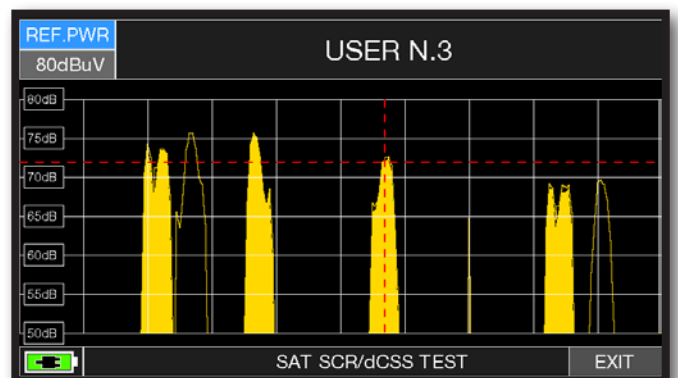 REF.PWR
80dBuV
USER N.3
80dB
75dB
70dB
65dB
60dB
55dB
50dB
SAT SCR/dCSS TEST
EXIT